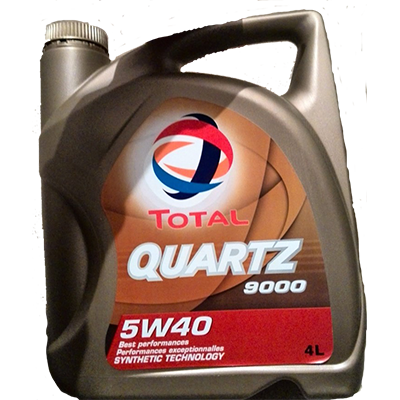 TOTAL
QUARTZ
9000
5W40
Best performances
Performances exceptionnelles
SYNTHETIC TECHNOLOGY
4L